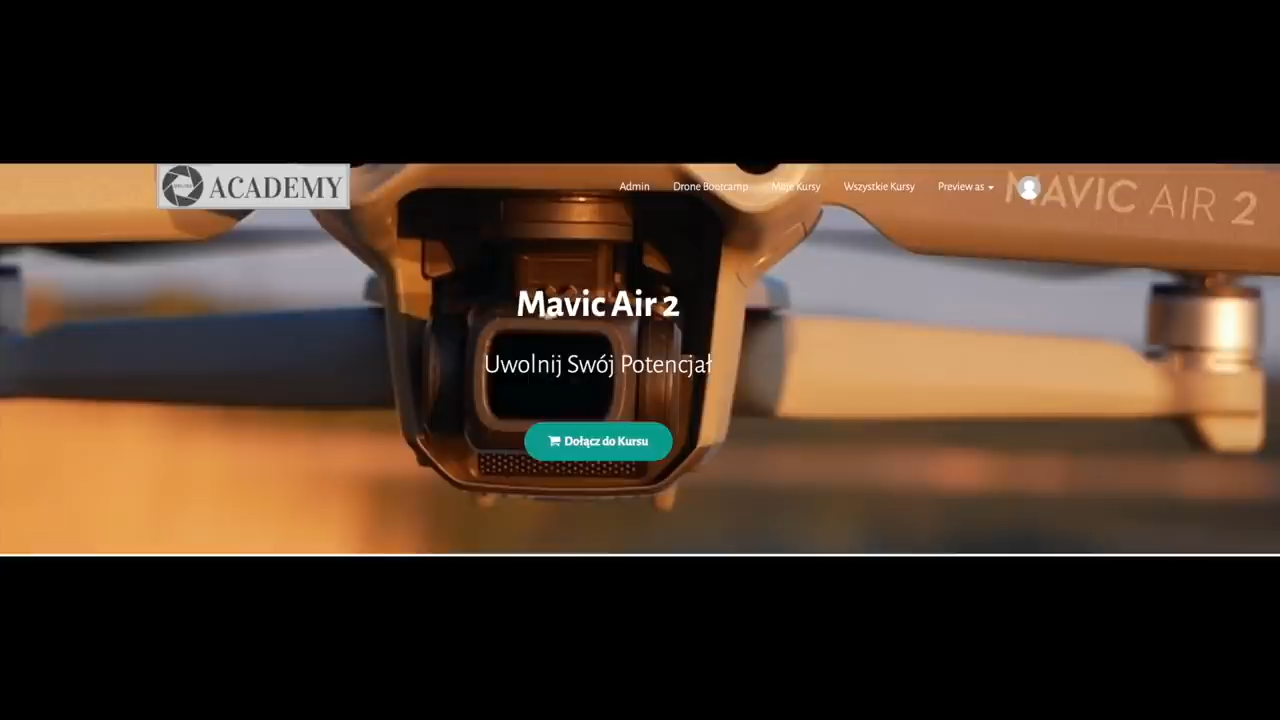 ACADEMY
Admin Drone Bootcamp Moje Kursy Wszystkie Kursy Preview as
MAVIC AIR 2
Mavic Air 2
Uwolnij Swój Potencjał
Dołącz do Kursu